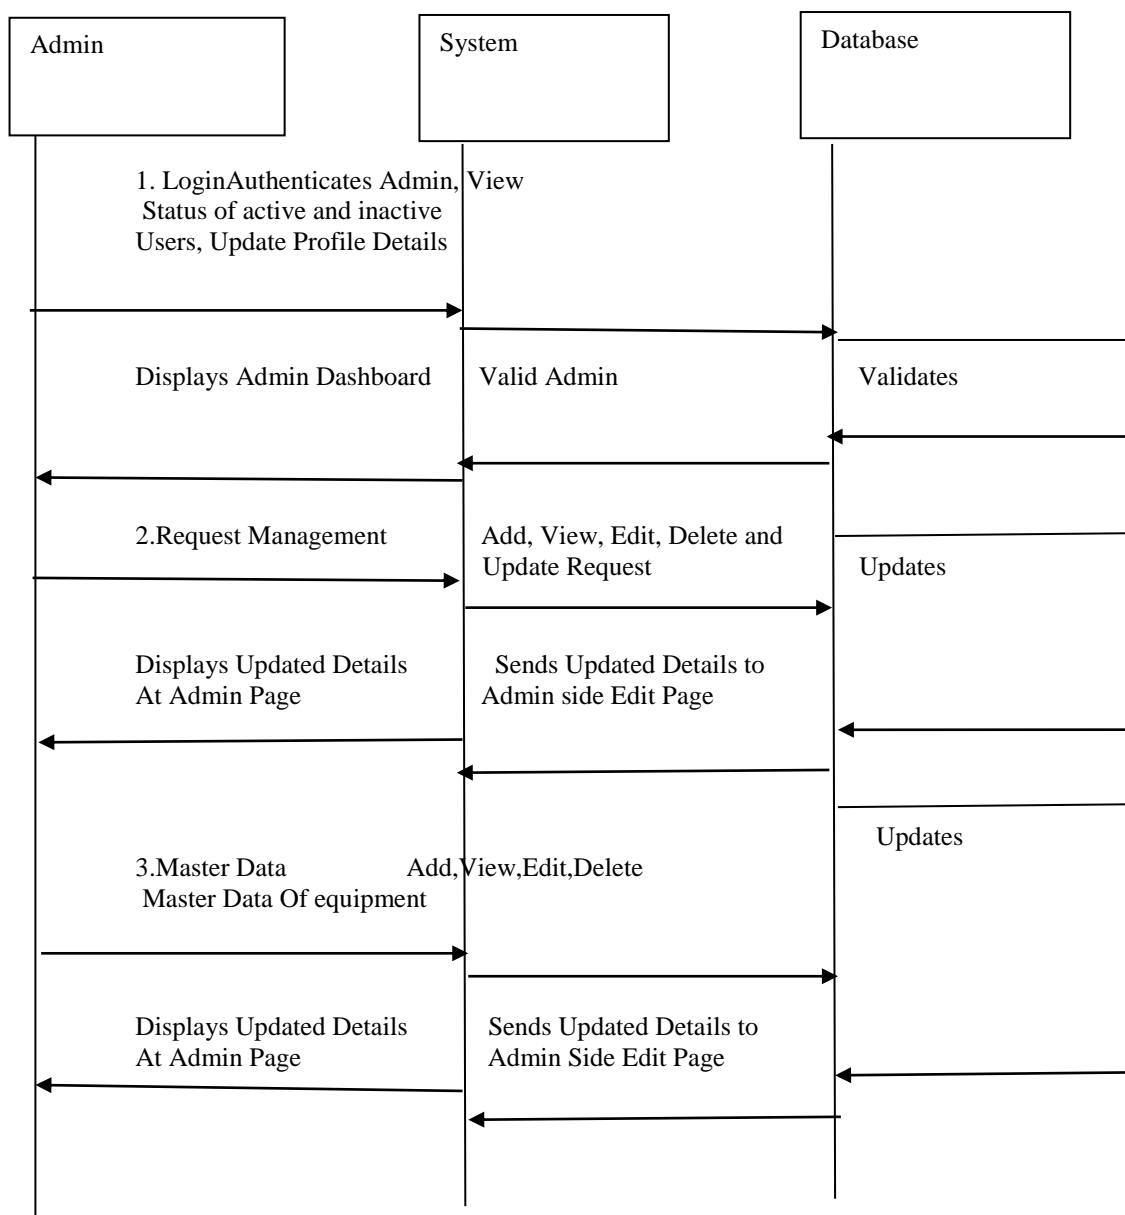 Admin
System
Database
1. LoginAuthenticates Admin, View
Status of active and inactive
Users, Update Profile Details
Displays Admin Dashboard
Valid Admin
Validates
2.Request Management
Add, View, Edit, Delete and
Update Request
Updates
Displays Updated Details
At Admin Page
Sends Updated Details to
Admin side Edit Page
Updates
3.Master Data
Add,View,Edit,Delete
Master Data Of equipment
Displays Updated Details
At Admin Page
Sends Updated Details to
Admin Side Edit Page